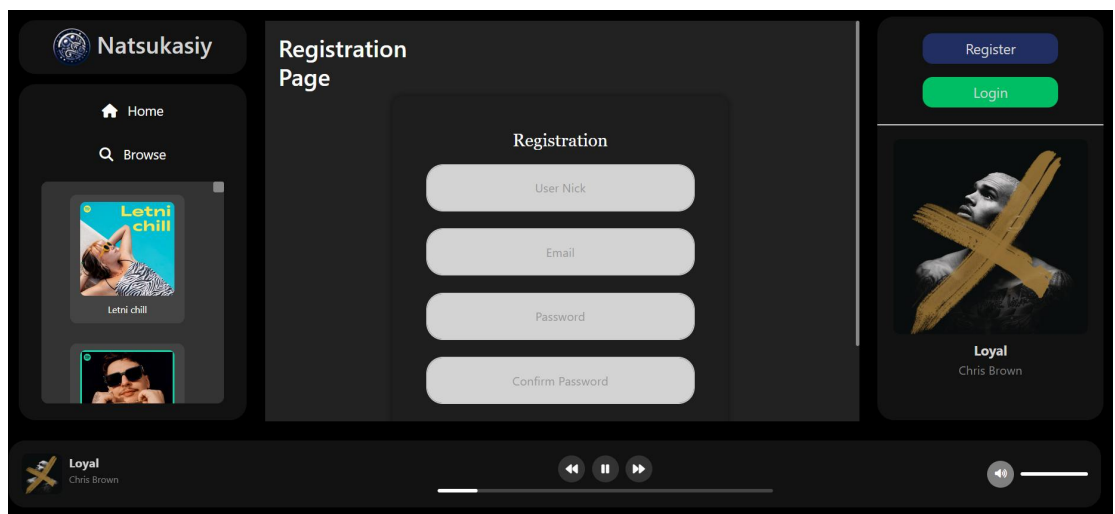 Natsukasiy
Home
Browse
Letni
chill
Letni chill
Registration
Page
Registration
User Nick
Email
Password
Confirm Password
Register
Login
Loyal
Chris Brown
Loyal
Chris Brown